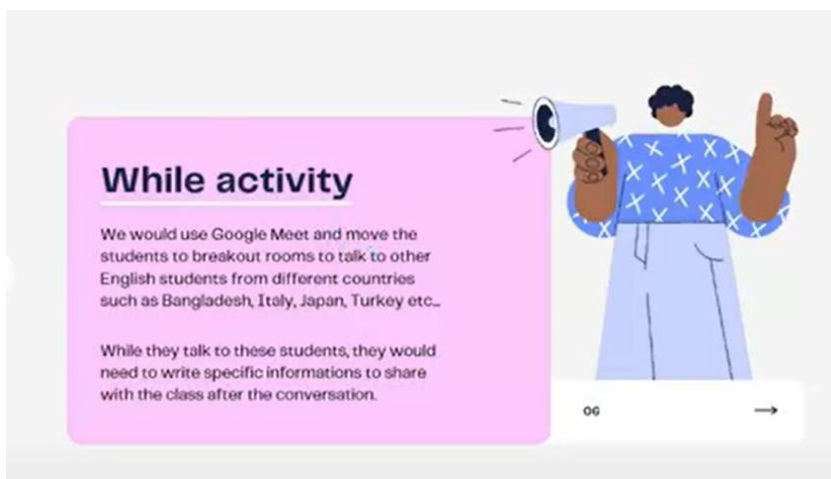 While activity
We would use Google Meet and move the
students to breakout rooms to talk to other
English students from different countries
such as Bangladesh, Italy, Japan, Turkey etc...
While they talk to these students, they would
need to write specific informations to share
with the class after the conversation.
06